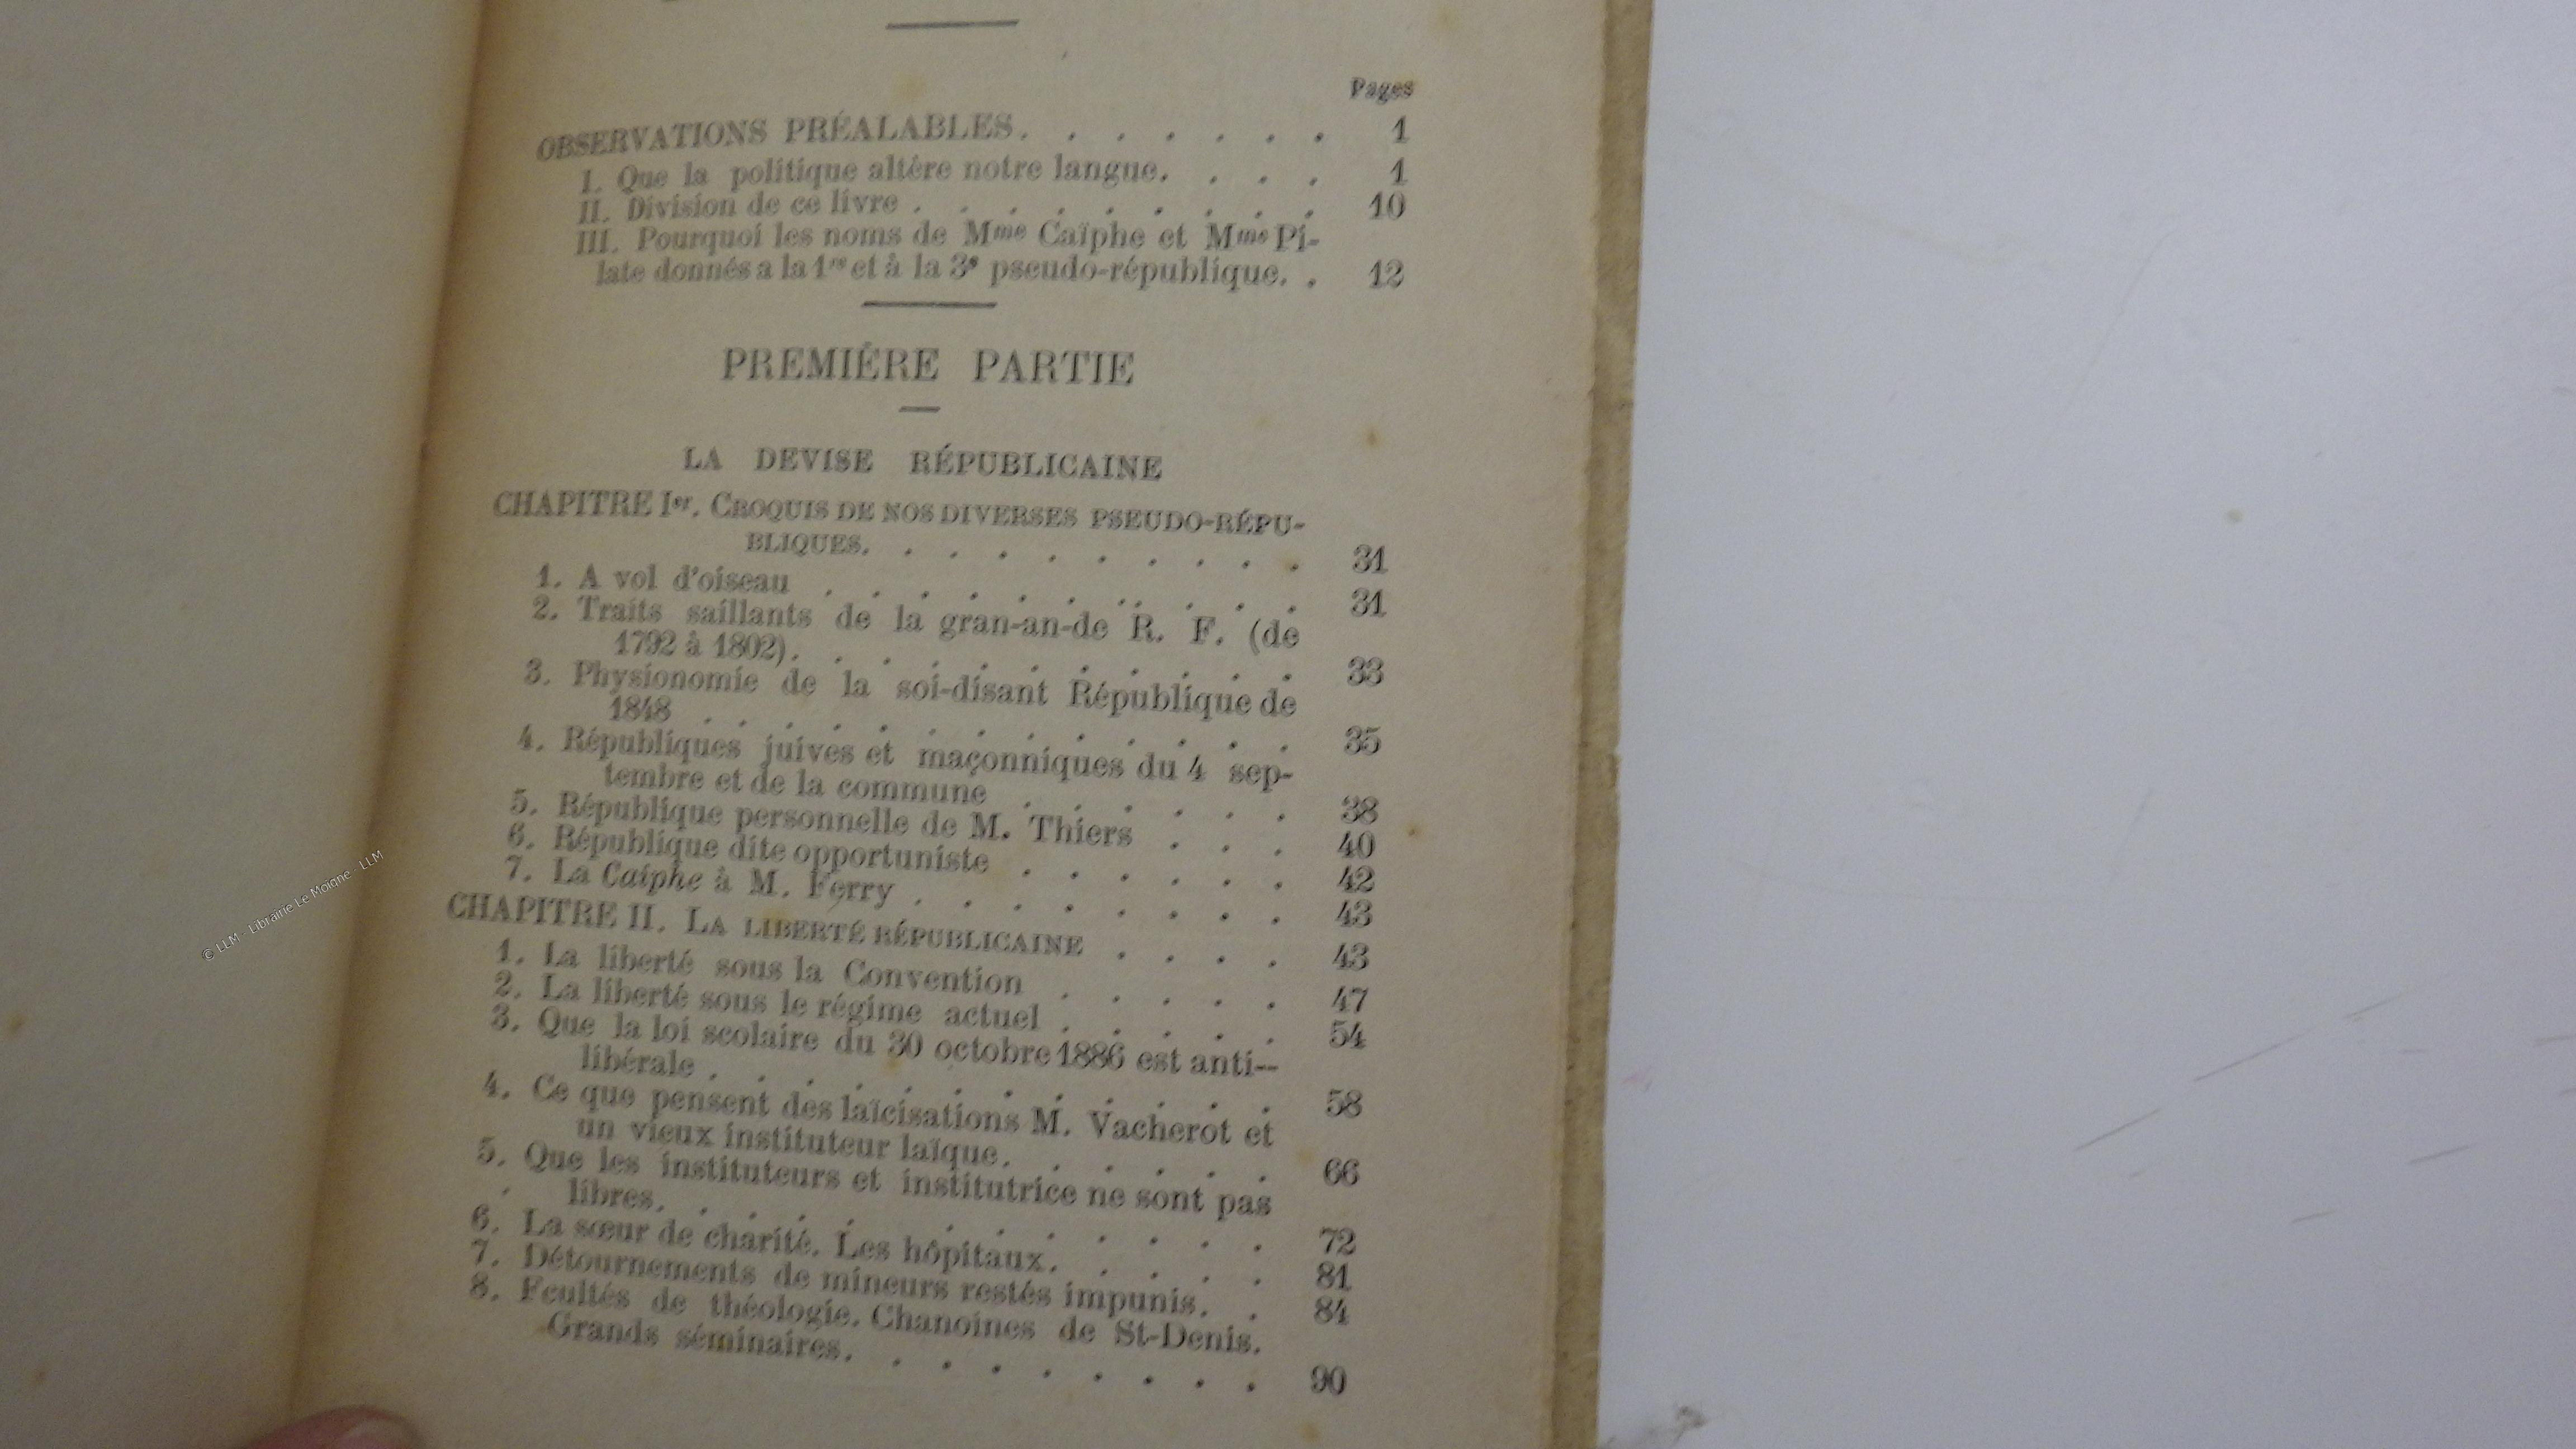 Pages
OBSERVATIONS PRÉALABLES. . . . . . . 1
I. Que la politique altère notre langue. . . . 1
II. Division de ce livre . . . . . . . . . 10
III. Pourquoi les noms de Mme Caïphe et Mme Pi-
late donnés a la 1re et à la 3e pseudo-république. . 12
PREMIÉRE PARTIE
LA DEVISE RÉPUBLICAINE
CHAPITRE Ier. CROQUIS DE NOS DIVERSES PSEUDO-RÉPU-
BLIQUES. . . . . . . . . . 31
1. A vol d'oiseau . . . . . . . . . . . 31
2. Traits saillants de la gran-an-de R. F. (de
1792 à 1802). . . . . . . . . . . 33
3. Physionomie de la soi-disant République de
1848 . . . . . . . . . . . . . 35
4. Républiques juives et maçonniques du 4 sep-
tembre et de la commune . . . . . . 38
5. République personnelle de M. Thiers . . . 40
6. République dite opportuniste . . . . . . 42
7. La Caïphe à M. Ferry . . . . . . . . 43
CHAPITRE II. LA LIBERTÉ RÉPUBLICAINE . . . . 43
1. La liberté sous la Convention . . . . . 47
2. La liberté sous le régime actuel . . . . . 54
3. Que la loi scolaire du 30 octobre 1886 est anti--
libérale . . . . . . . . . . . . 58
4. Ce que pensent des laïcisations M. Vacherot et
un vieux instituteur laïque. . . . . . 66
5. Que les instituteurs et institutrice ne sont pas
libres. . . . . . . . . . . . 72
6. La sœur de charité. Les hôpitaux. . . . . 81
7. Détournements de mineurs restés impunis. . 84
8. Fcultés de théologie. Chanoines de St-Denis.
Grands séminaires. . . . . . . . . 90
© LLM - Librairie Le Moigne - LLM